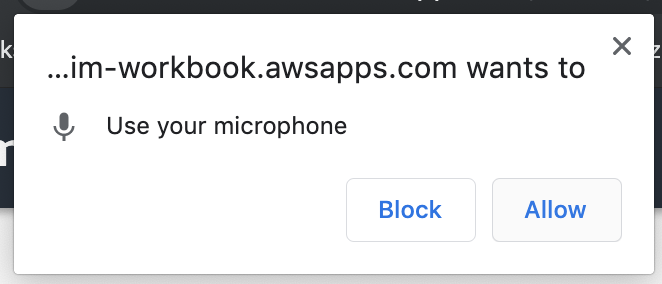 ...im-workbook.awsapps.com wants to
Use your microphone
Block
Allow